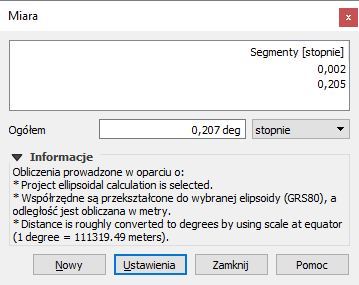 Miara
Segmenty [stopnie]
0,002
0,205
Ogółem
0,207 deg
stopnie
Informacje
Obliczenia prowadzone w oparciu o:
* Project ellipsoidal calculation is selected.
* Współrzędne są przekształcone do wybranej elipsoidy (GRS80), a
odległość jest obliczana w metry.
* Distance is roughly converted to degrees by using scale at equator
(1 degree = 111319.49 meters).
Nowy
Ustawienia
Zamknij
Pomoc